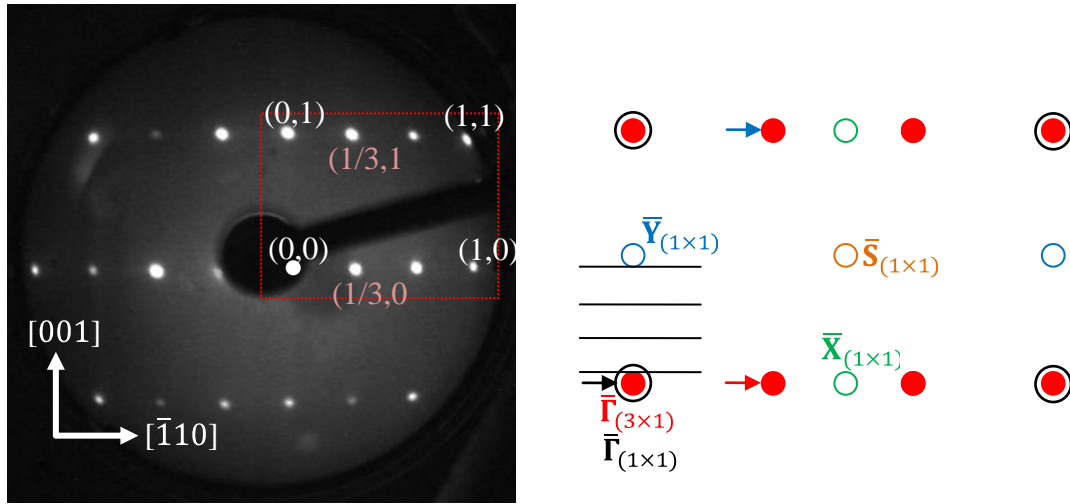 (0,1)
(1,1)
(1/3,1
(0,0)
(1,0)
(1/3,0
[001]
[1̅10]
Y̅(1×1)
S̅(1×1)
X̅(1×1)
Γ̅(3×1)
Γ̅(1×1)